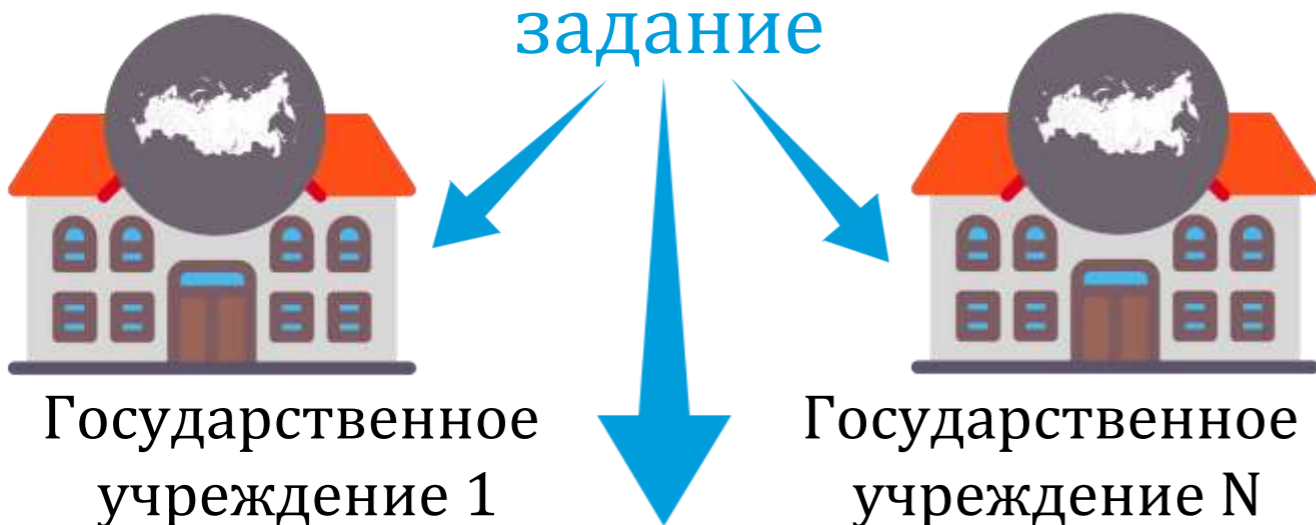 задание
Государственное
учреждение 1
Государственное
учреждение N